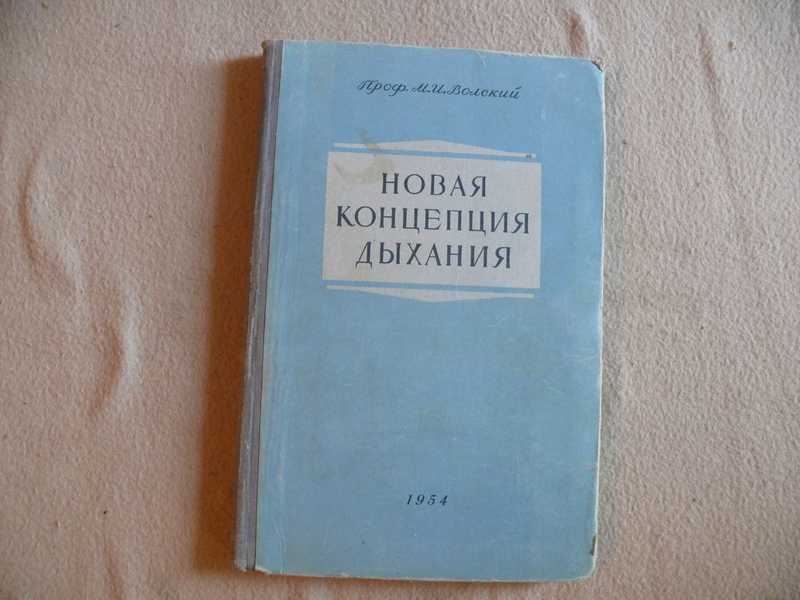 Проф. М.И. Волский
НОВАЯ
КОНЦЕПЦИЯ
ДЫХАНИЯ
1954